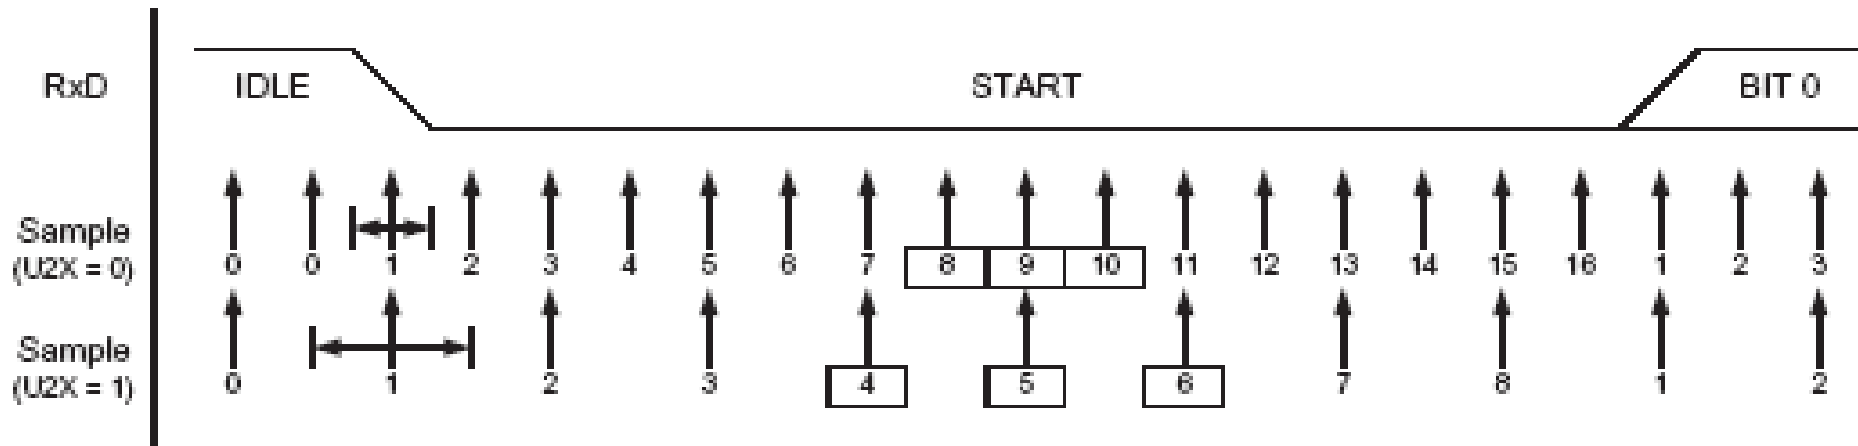 RxD IDLE START BIT 0
Sample
(U2X = 0) 0 0 1 2 3 4 5 6 7 8 9 10 11 12 13 14 15 16 1 2 3
Sample
(U2X = 1) 0 1 2 3 4 5 6 7 8 1 2